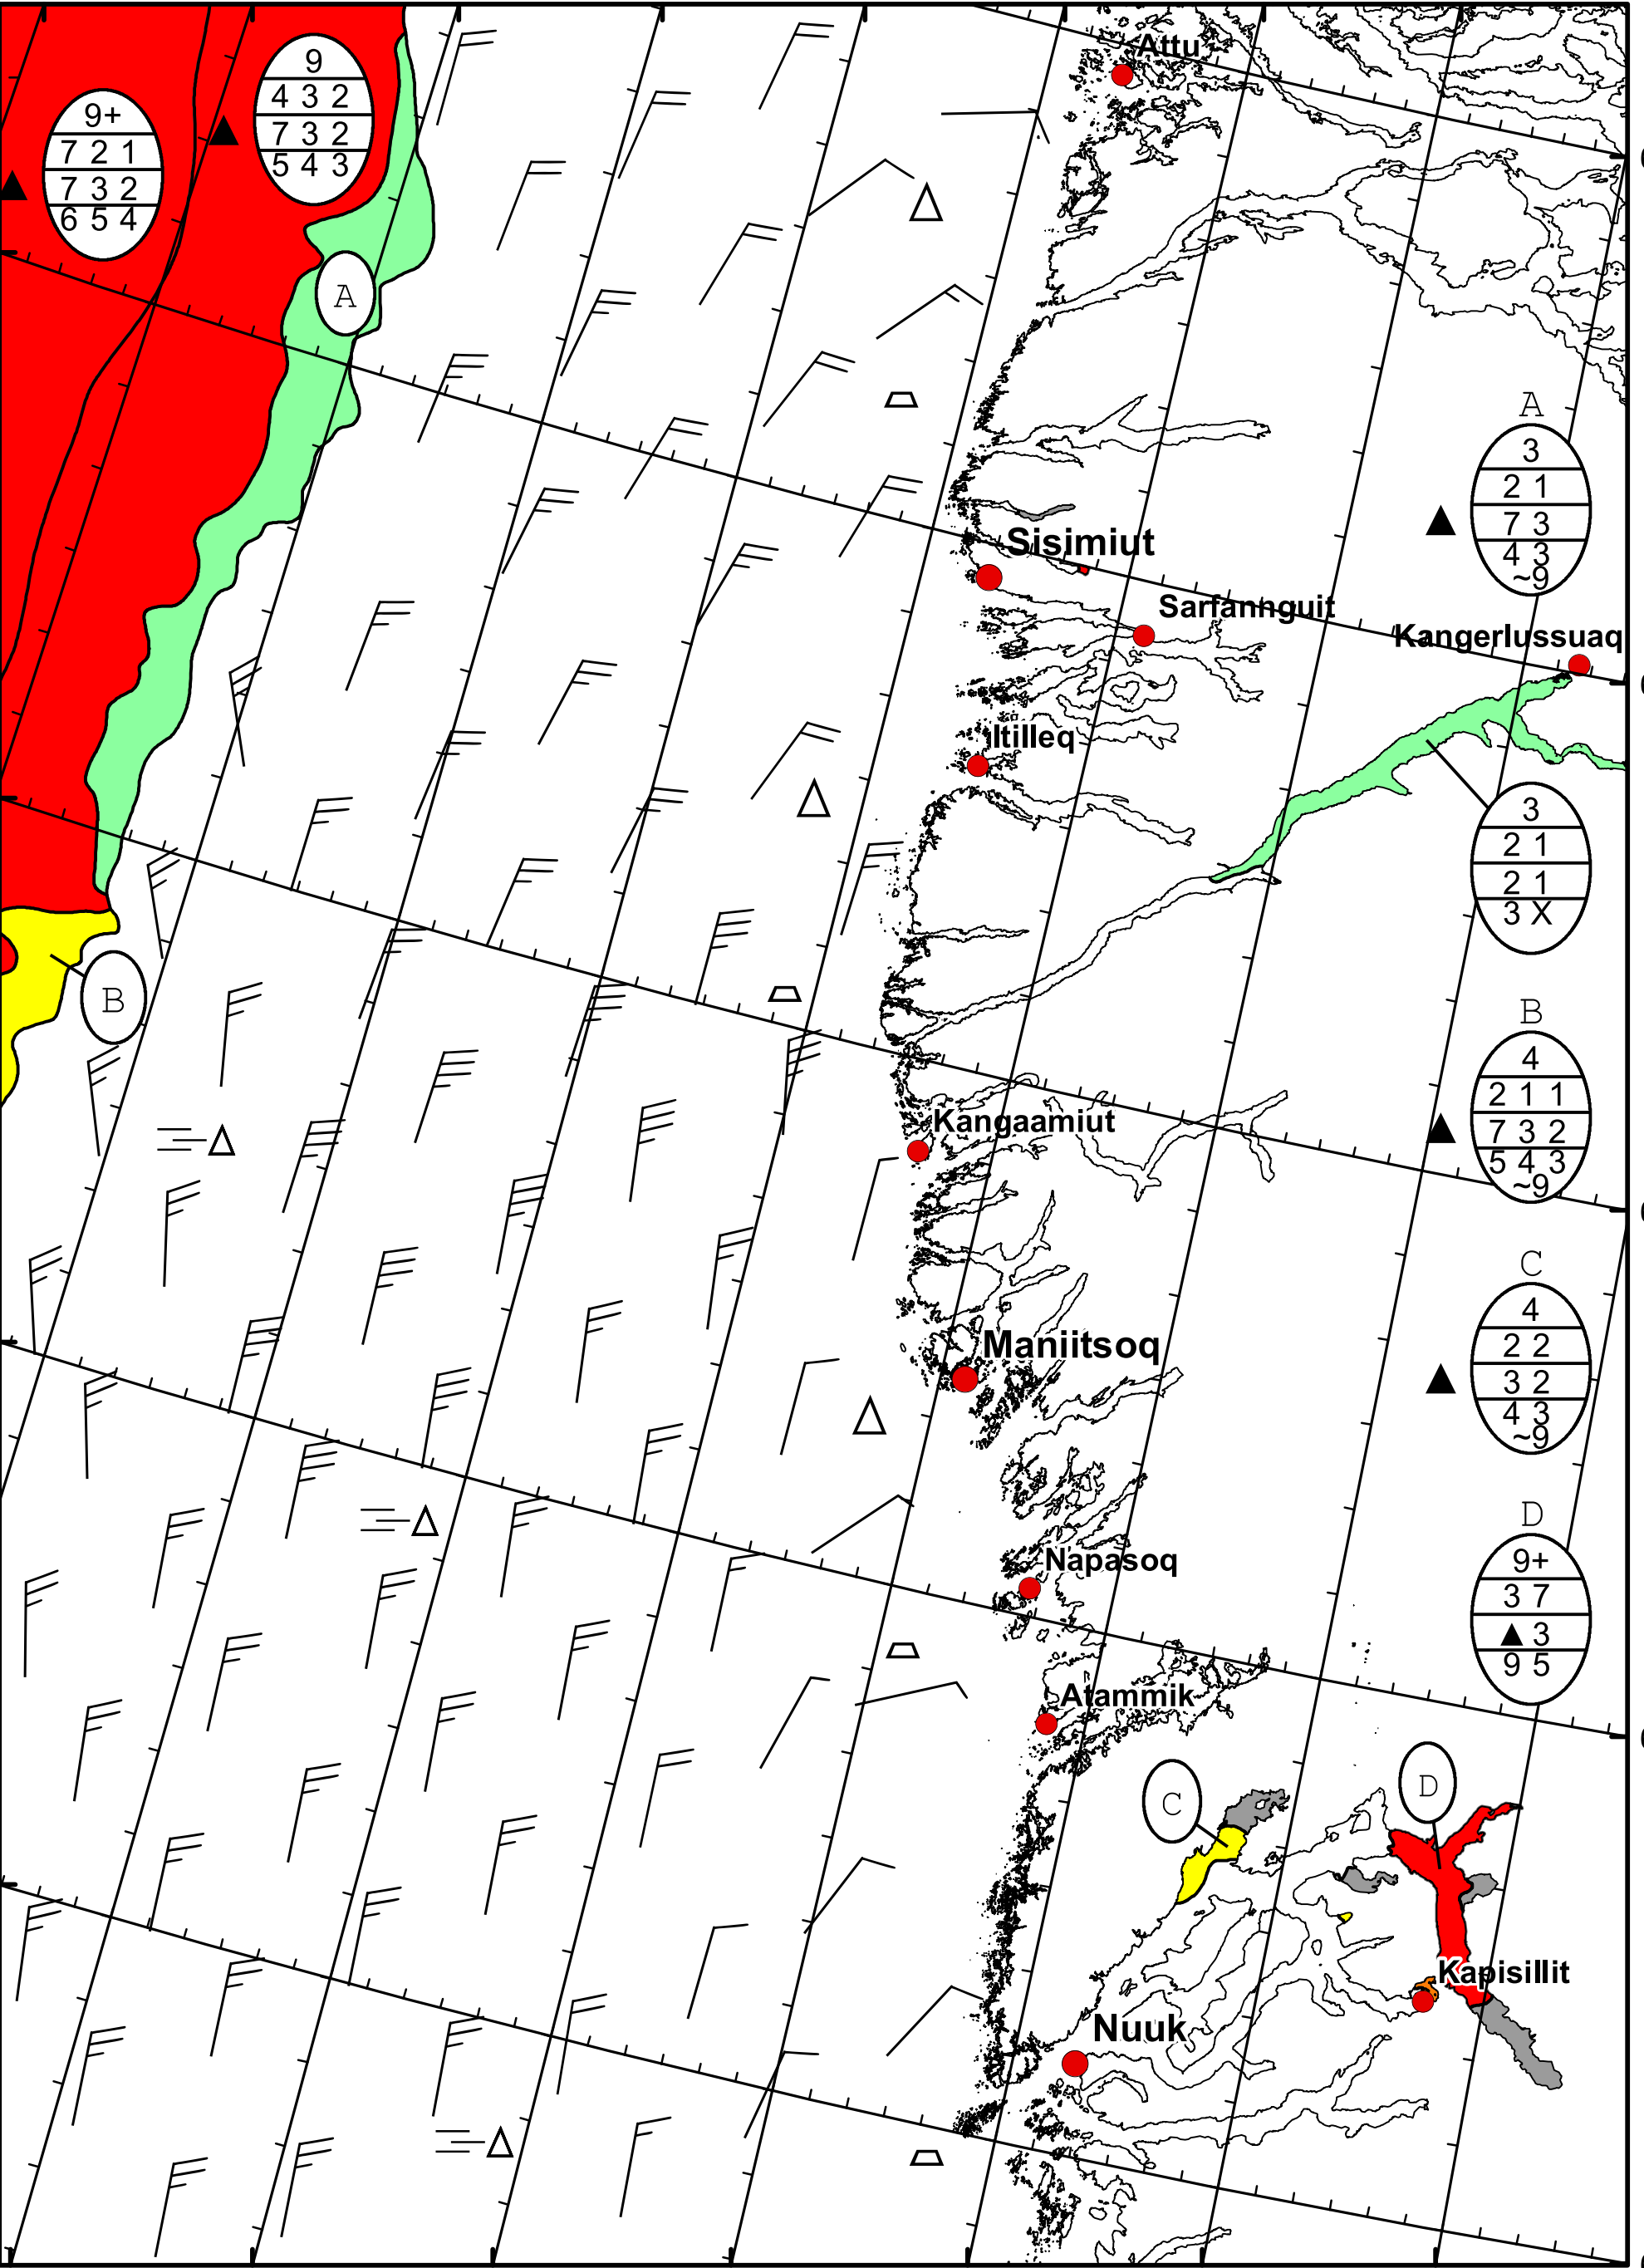 Attu
9
4 3 2
7 3 2
5 4 3
9+
7 2 1
7 3 2
6 5 4
A
A
3
2 1
7 3
4 3
~9
Sisimiut
Sarfannguit
Kangerlussuaq
Itilleq
3
2 1
2 1
3 X
B
B
4
2 1 1
7 3 2
5 4 3
~9
Kangaamiut
C
4
2 2
3 2
4 3
~9
Maniitsoq
D
9+
3 7
▲ 3
9 5
Napasoq
Atammik
C
D
Kapisillit
Nuuk